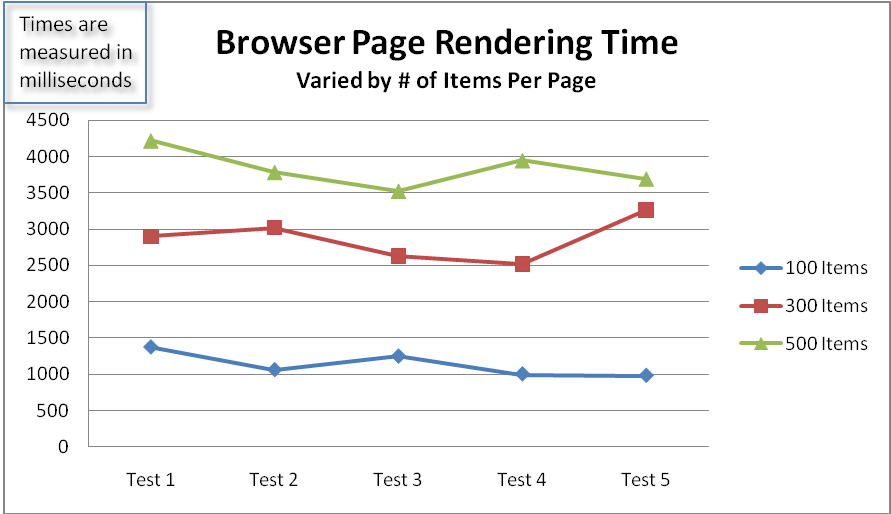 Times are
measured in
milliseconds
Browser Page Rendering Time
Varied by # of Items Per Page
4500
4000
3500
3000
2500
2000
1500
1000
500
0
Test 1
Test 2
Test 3
Test 4
Test 5
100 Items
300 Items
500 Items